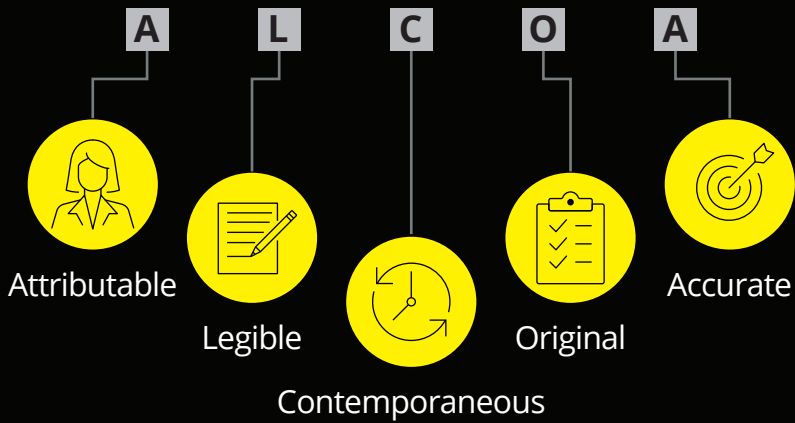 A L C O A
Attributable
Legible
Contemporaneous
Original
Accurate